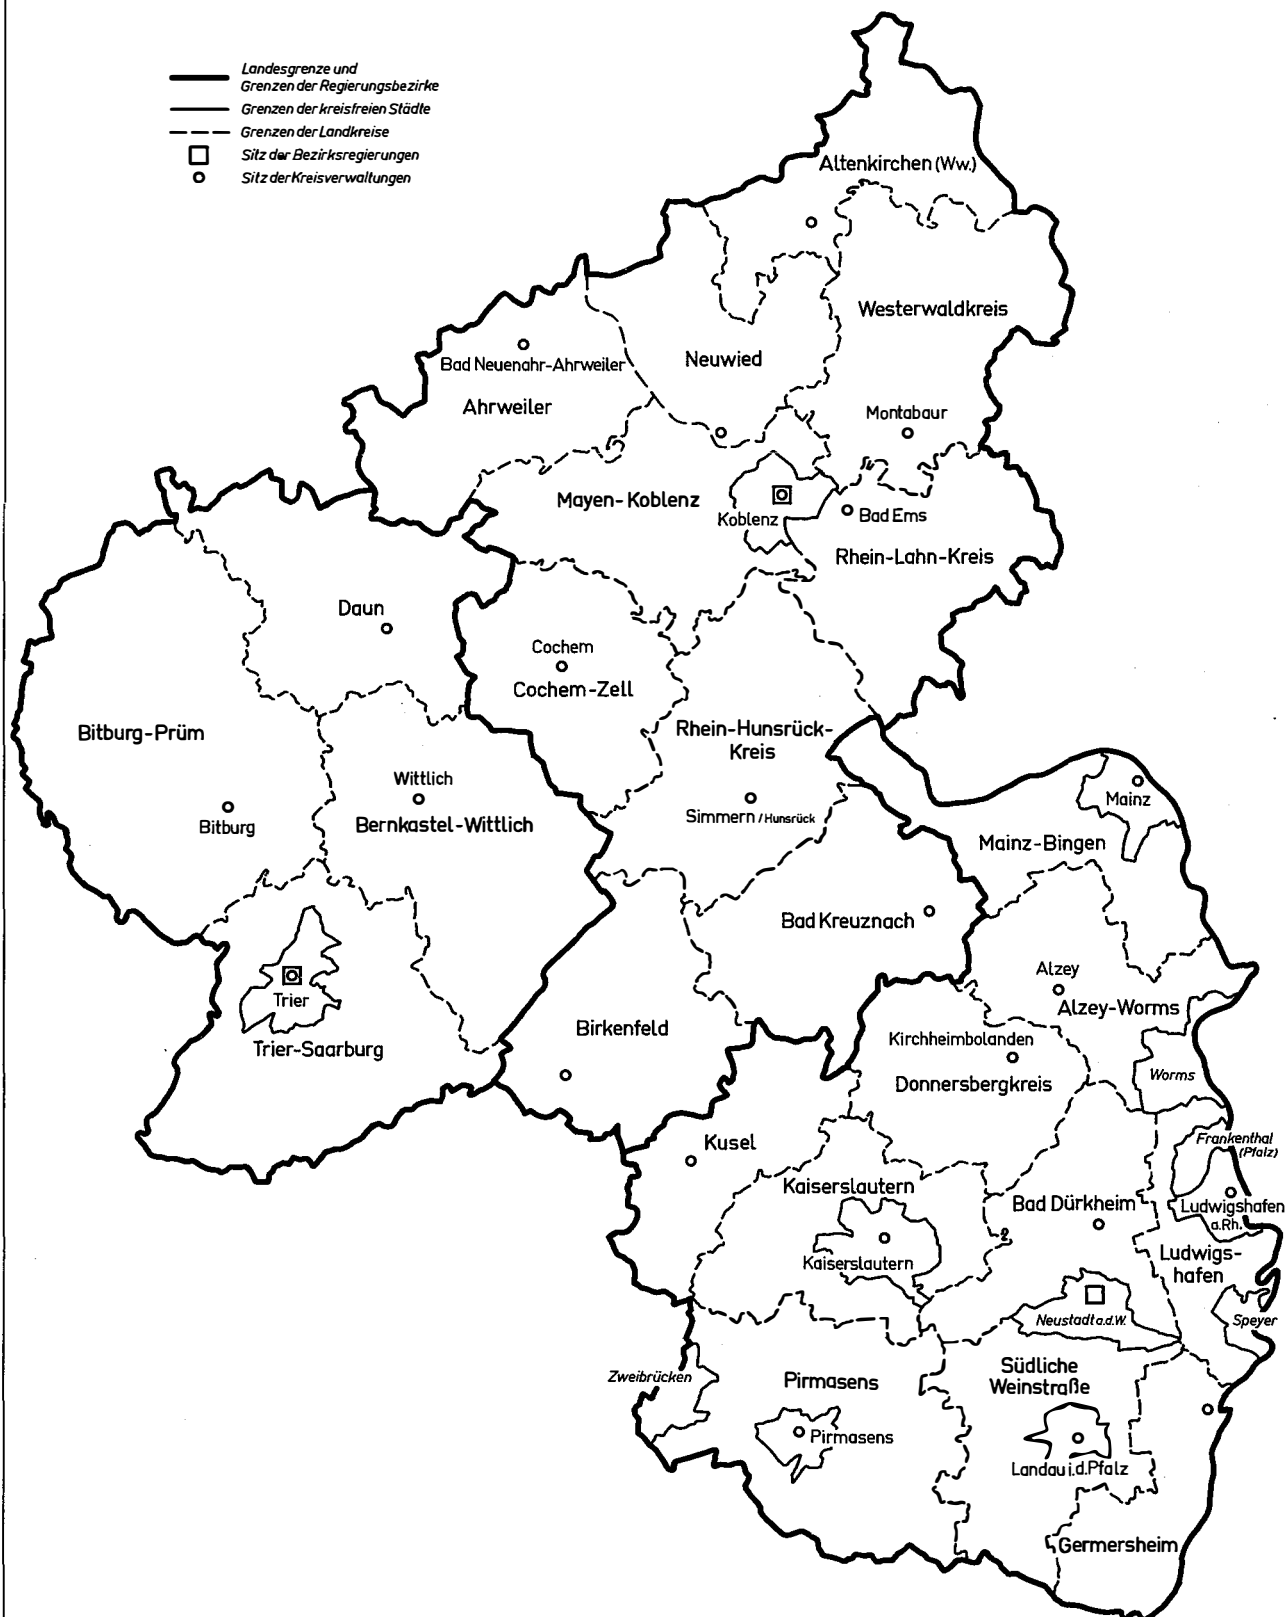 Landesgrenze und
Grenzen der Regierungsbezirke
Grenzen der kreisfreien Städte
Grenzen der Landkreise
Sitz der Bezirksregierungen
Sitz der Kreisverwaltungen
Altenkirchen (Ww.)
Westerwaldkreis
Neuwied
Bad Neuenahr-Ahrweiler
Ahrweiler
Montabaur
Mayen-Koblenz
Koblenz
Bad Ems
Rhein-Lahn-Kreis
Daun
Cochem
Cochem-Zell
Bitburg-Prüm
Rhein-Hunsrück-
Kreis
Wittlich
Bitburg
Bernkastel-Wittlich
Simmern / Hunsrück
Mainz
Mainz-Bingen
Bad Kreuznach
Alzey
Alzey-Worms
Trier
Trier-Saarburg
Birkenfeld
Kirchheimbolanden
Donnersbergkreis
Worms
Kusel
Frankenthal
(Pfalz)
Kaiserslautern
Bad Dürkheim
Ludwigshafen
a.Rh.
Kaiserslautern
Ludwigs-
hafen
Neustadt a.d.W.
Speyer
Zweibrücken
Pirmasens
Südliche
Weinstraße
Pirmasens
Landau i.d.Pfalz
Germersheim